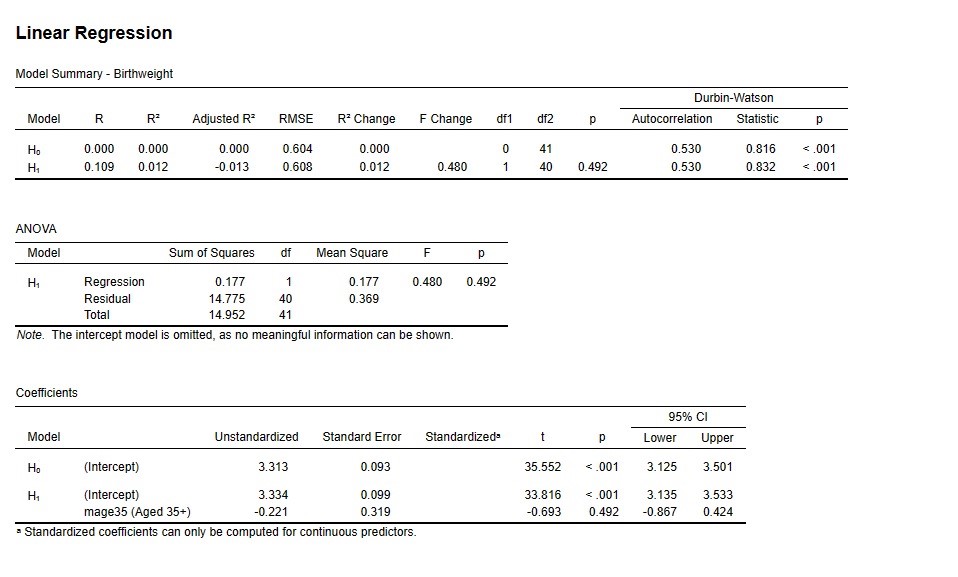 Linear Regression
Model Summary - Birthweight
Durbin-Watson
Model R R² Adjusted R² RMSE R² Change F Change df1 df2 p Autocorrelation Statistic p
H₀ 0.000 0.000 0.000 0.604 0.000 0 41 0.530 0.816 < .001
H₁ 0.109 0.012 -0.013 0.608 0.012 0.480 1 40 0.492 0.530 0.832 < .001
ANOVA
Model Sum of Squares df Mean Square F p
H₁ Regression 0.177 1 0.177 0.480 0.492
Residual 14.775 40 0.369
Total 14.952 41
Note. The intercept model is omitted, as no meaningful information can be shown.
Coefficients
95% CI
Model Unstandardized Standard Error Standardizedᵃ t p Lower Upper
H₀ (Intercept) 3.313 0.093 35.552 < .001 3.125 3.501
H₁ (Intercept) 3.334 0.099 33.816 < .001 3.135 3.533
mage35 (Aged 35+) -0.221 0.319 -0.693 0.492 -0.867 0.424
ᵃ Standardized coefficients can only be computed for continuous predictors.